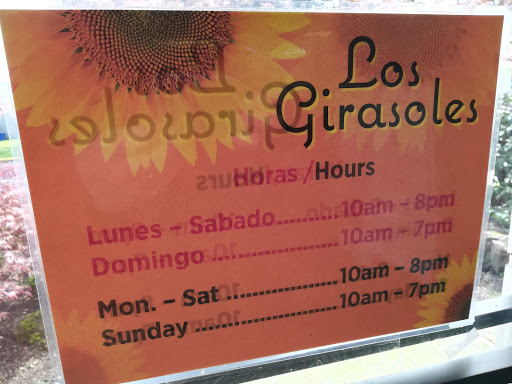 Los
Girasoles
Horas / Hours
Lunes - Sabado..........10am - 8pm
Domingo....................10am - 7pm
Mon. - Sat.................10am - 8pm
Sunday......................10am - 7pm